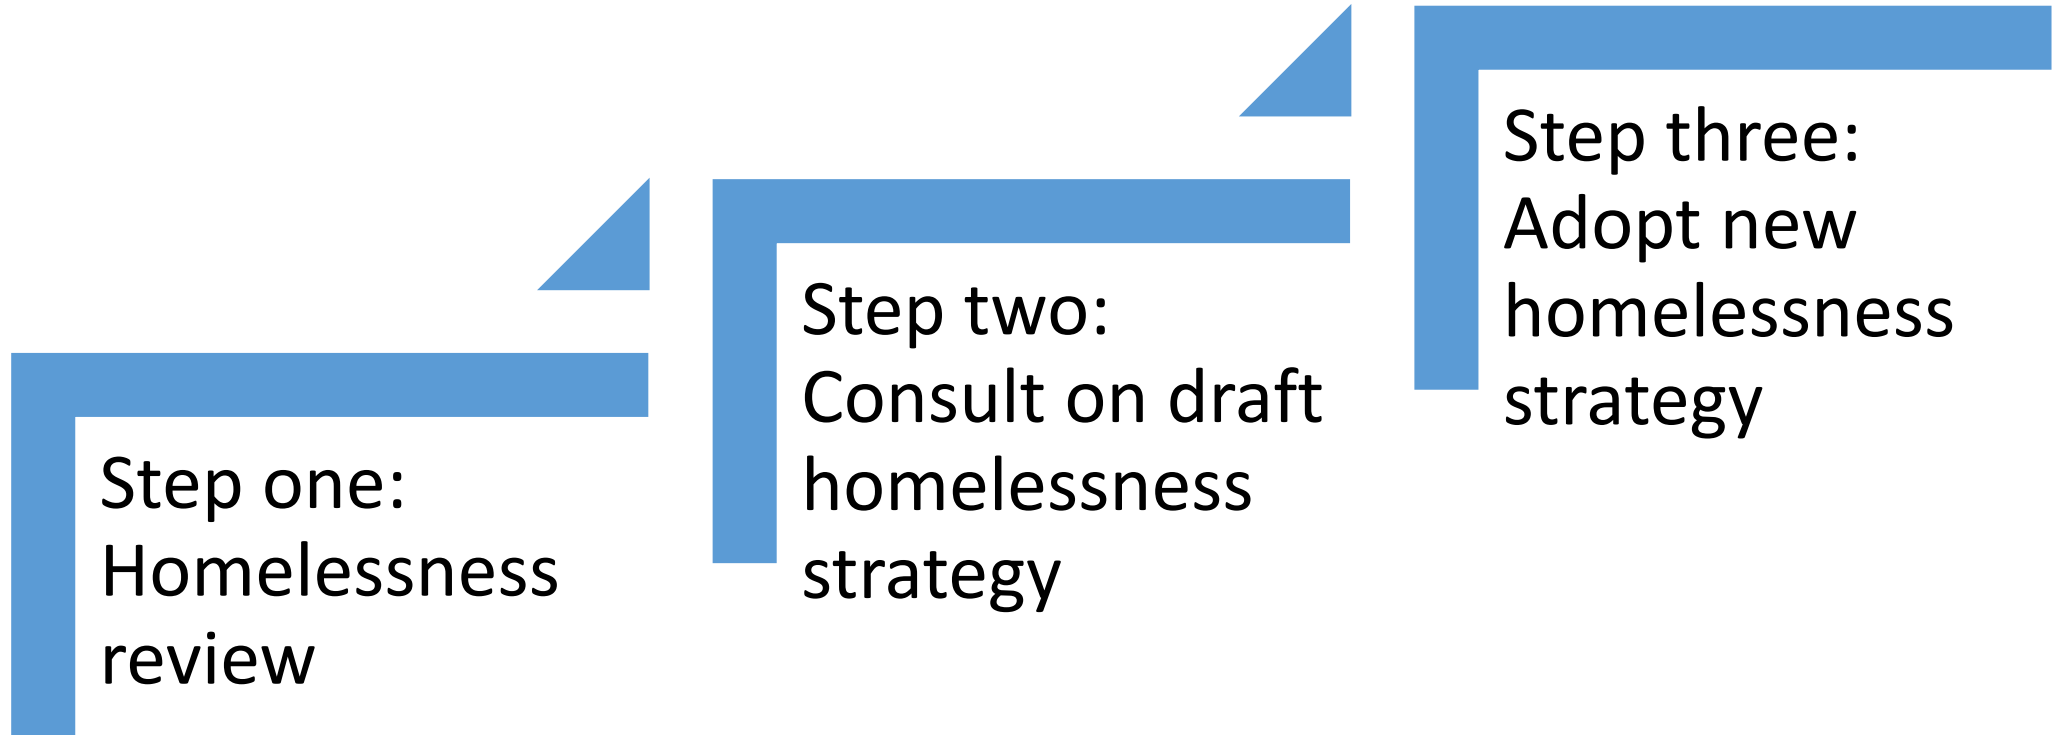 Step one:
Homelessness
review
Step two:
Consult on draft
homelessness
strategy
Step three:
Adopt new
homelessness
strategy